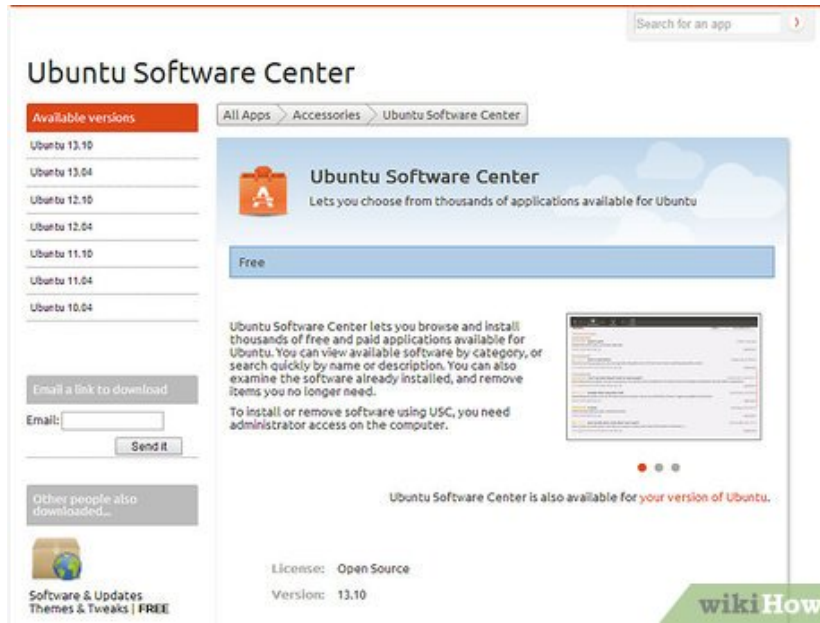 Search for an app
Ubuntu Software Center
Available versions
Ubuntu 13.10
Ubuntu 13.04
Ubuntu 12.10
Ubuntu 12.04
Ubuntu 11.10
Ubuntu 11.04
Ubuntu 10.04
Email a link to download
Email:
Send it
Other people also
downloaded...
Software & Updates
Themes & Tweaks | FREE
All Apps
Accessories
Ubuntu Software Center
Ubuntu Software Center
Lets you choose from thousands of applications available for Ubuntu
Free
Ubuntu Software Center lets you browse and install
thousands of free and paid applications available for
Ubuntu. You can view available software by category, or
search quickly by name or description. You can also
examine the software already installed, and remove
items you no longer need.
To install or remove software using USC, you need
administrator access on the computer.
Ubuntu Software Center is also available for your version of Ubuntu.
License: Open Source
Version: 13.10
wikiHow